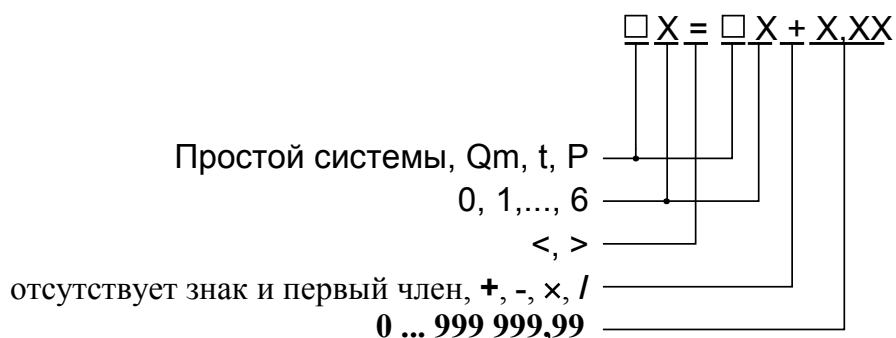 □ X = □ X + X,XX
Простой системы, Qm, t, P
0, 1,..., 6
<, >
отсутствует знак и первый член, +, -, ×, /
0 ... 999 999,99